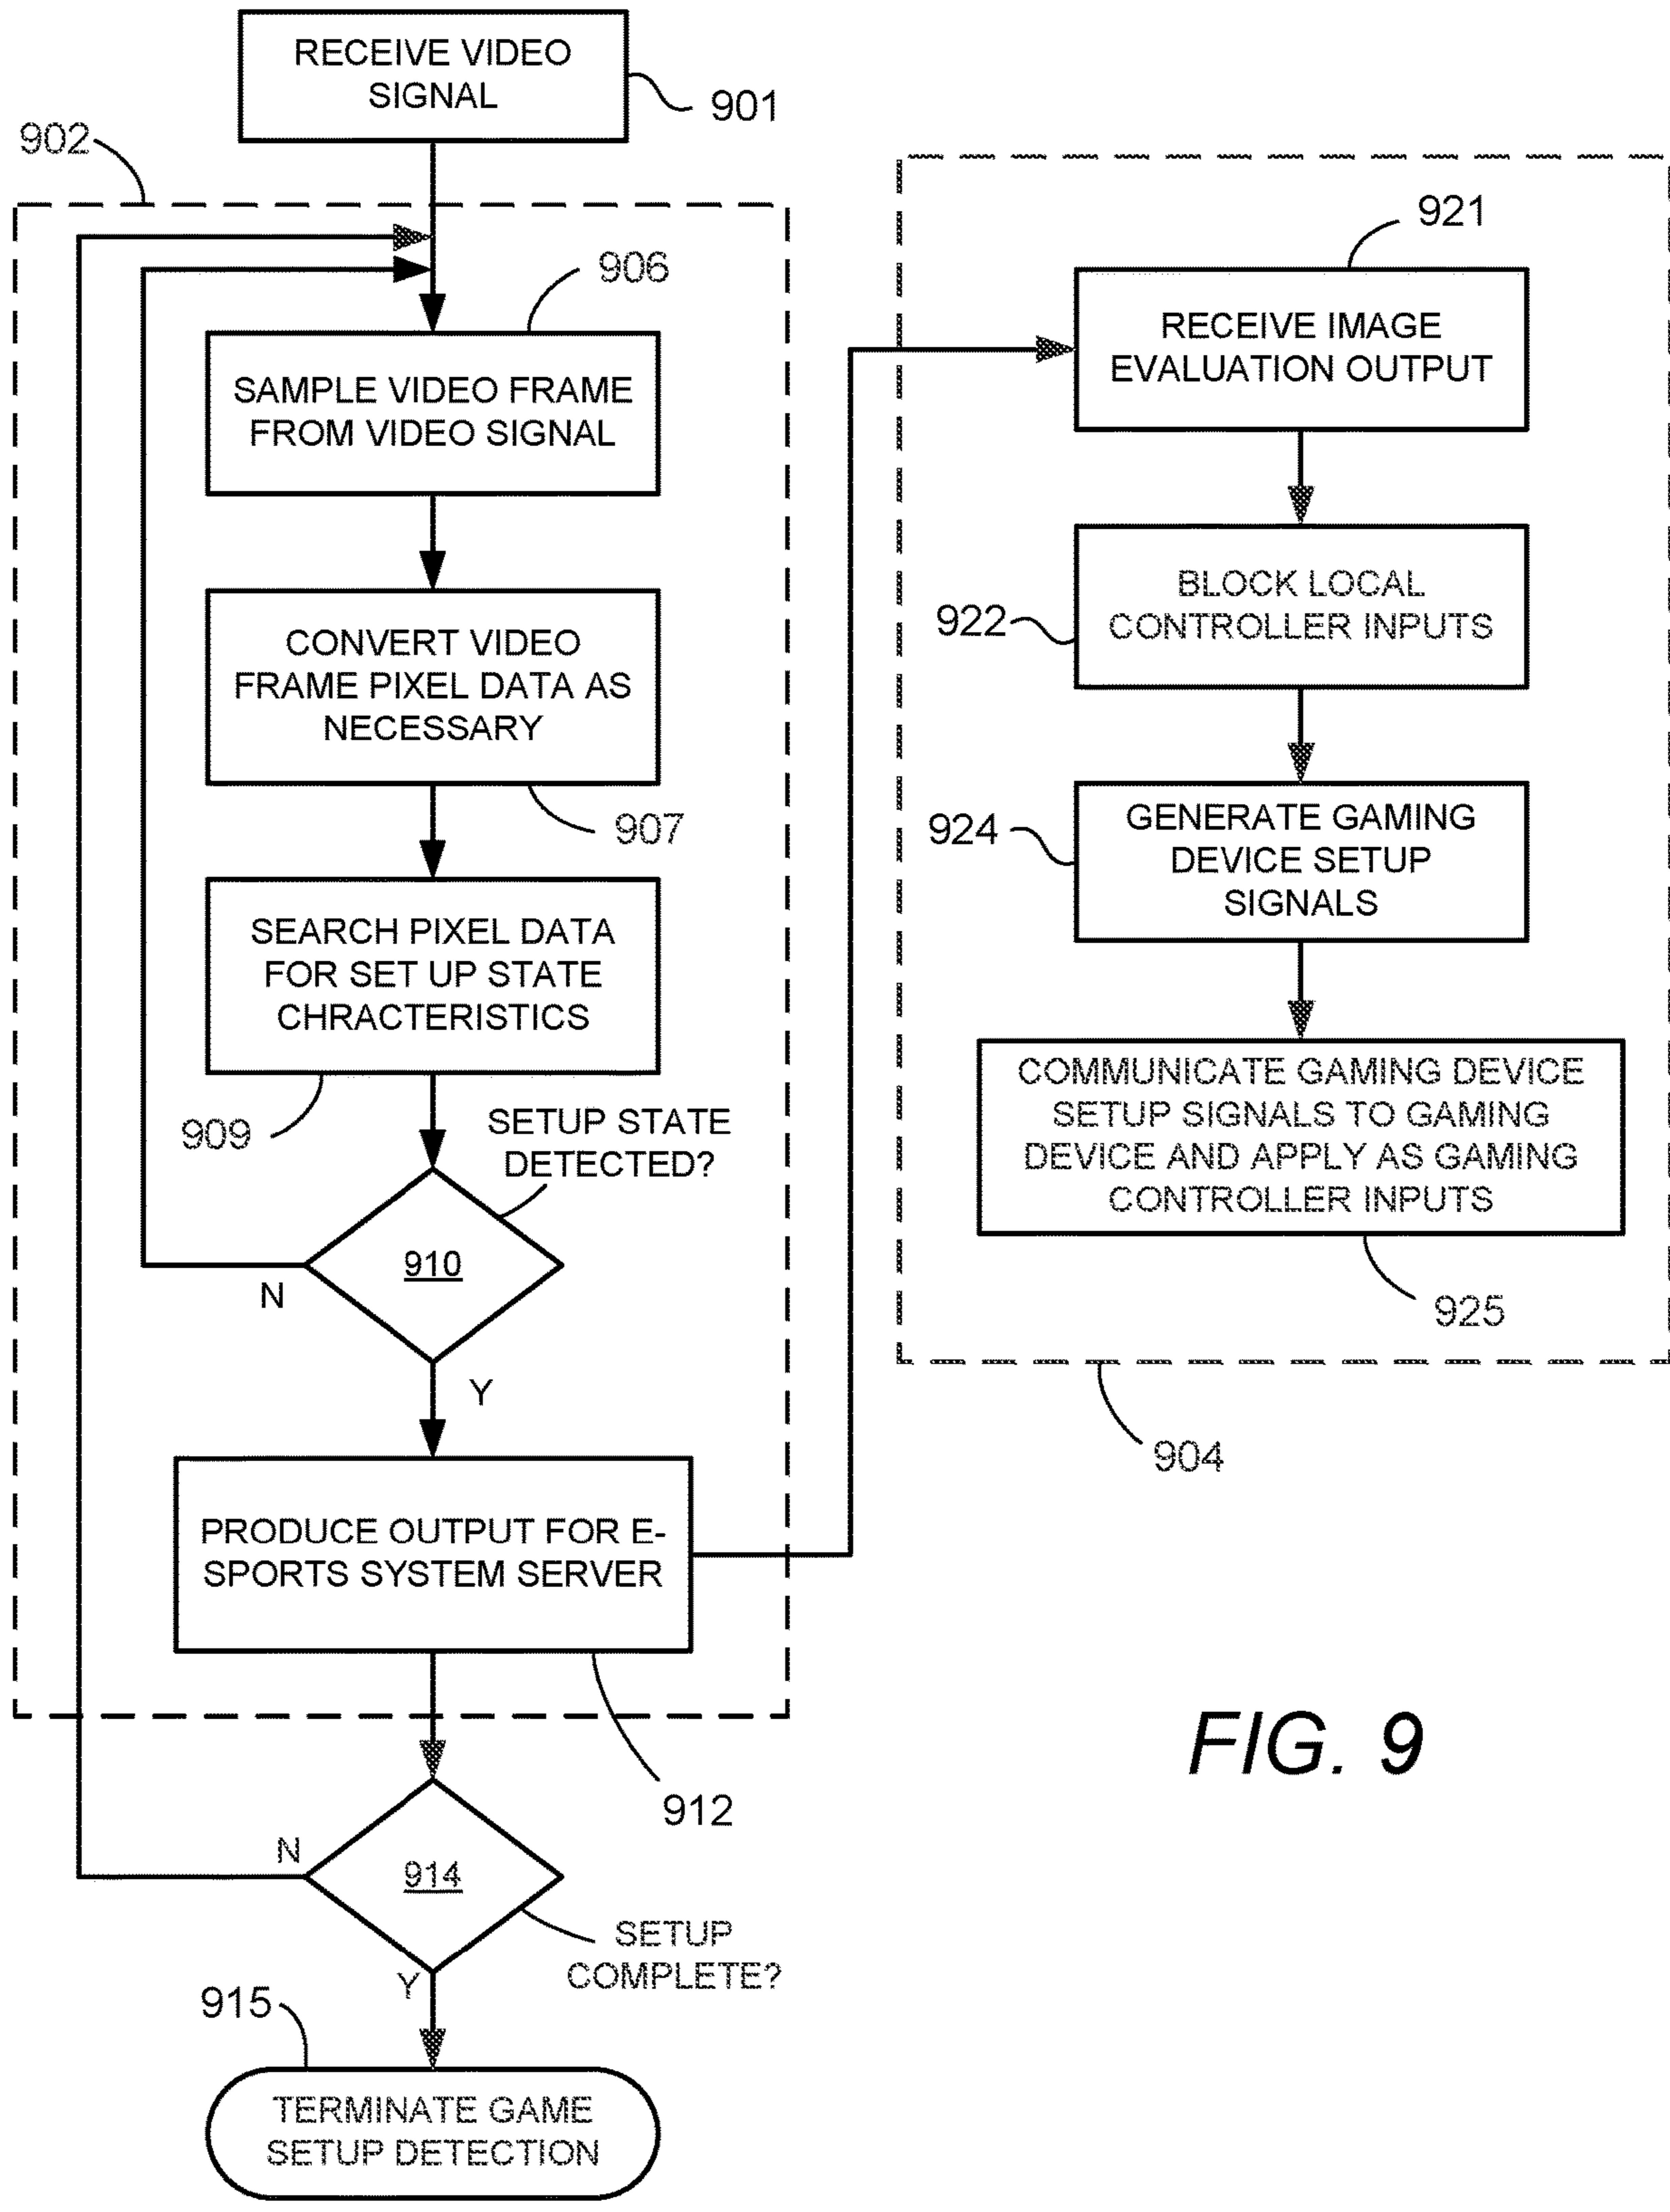 RECEIVE VIDEO
SIGNAL
901
902
906
SAMPLE VIDEO FRAME
FROM VIDEO SIGNAL
CONVERT VIDEO
FRAME PIXEL DATA AS
NECESSARY
907
SEARCH PIXEL DATA
FOR SET UP STATE
CHRACTERISTICS
909
SETUP STATE
DETECTED?
910
N
Y
PRODUCE OUTPUT FOR E-
SPORTS SYSTEM SERVER
912
N
914
SETUP
COMPLETE?
Y
915
TERMINATE GAME
SETUP DETECTION
921
RECEIVE IMAGE
EVALUATION OUTPUT
BLOCK LOCAL
CONTROLLER INPUTS
922
924
GENERATE GAMING
DEVICE SETUP
SIGNALS
COMMUNICATE GAMING DEVICE
SETUP SIGNALS TO GAMING
DEVICE AND APPLY AS GAMING
CONTROLLER INPUTS
925
904
FIG. 9